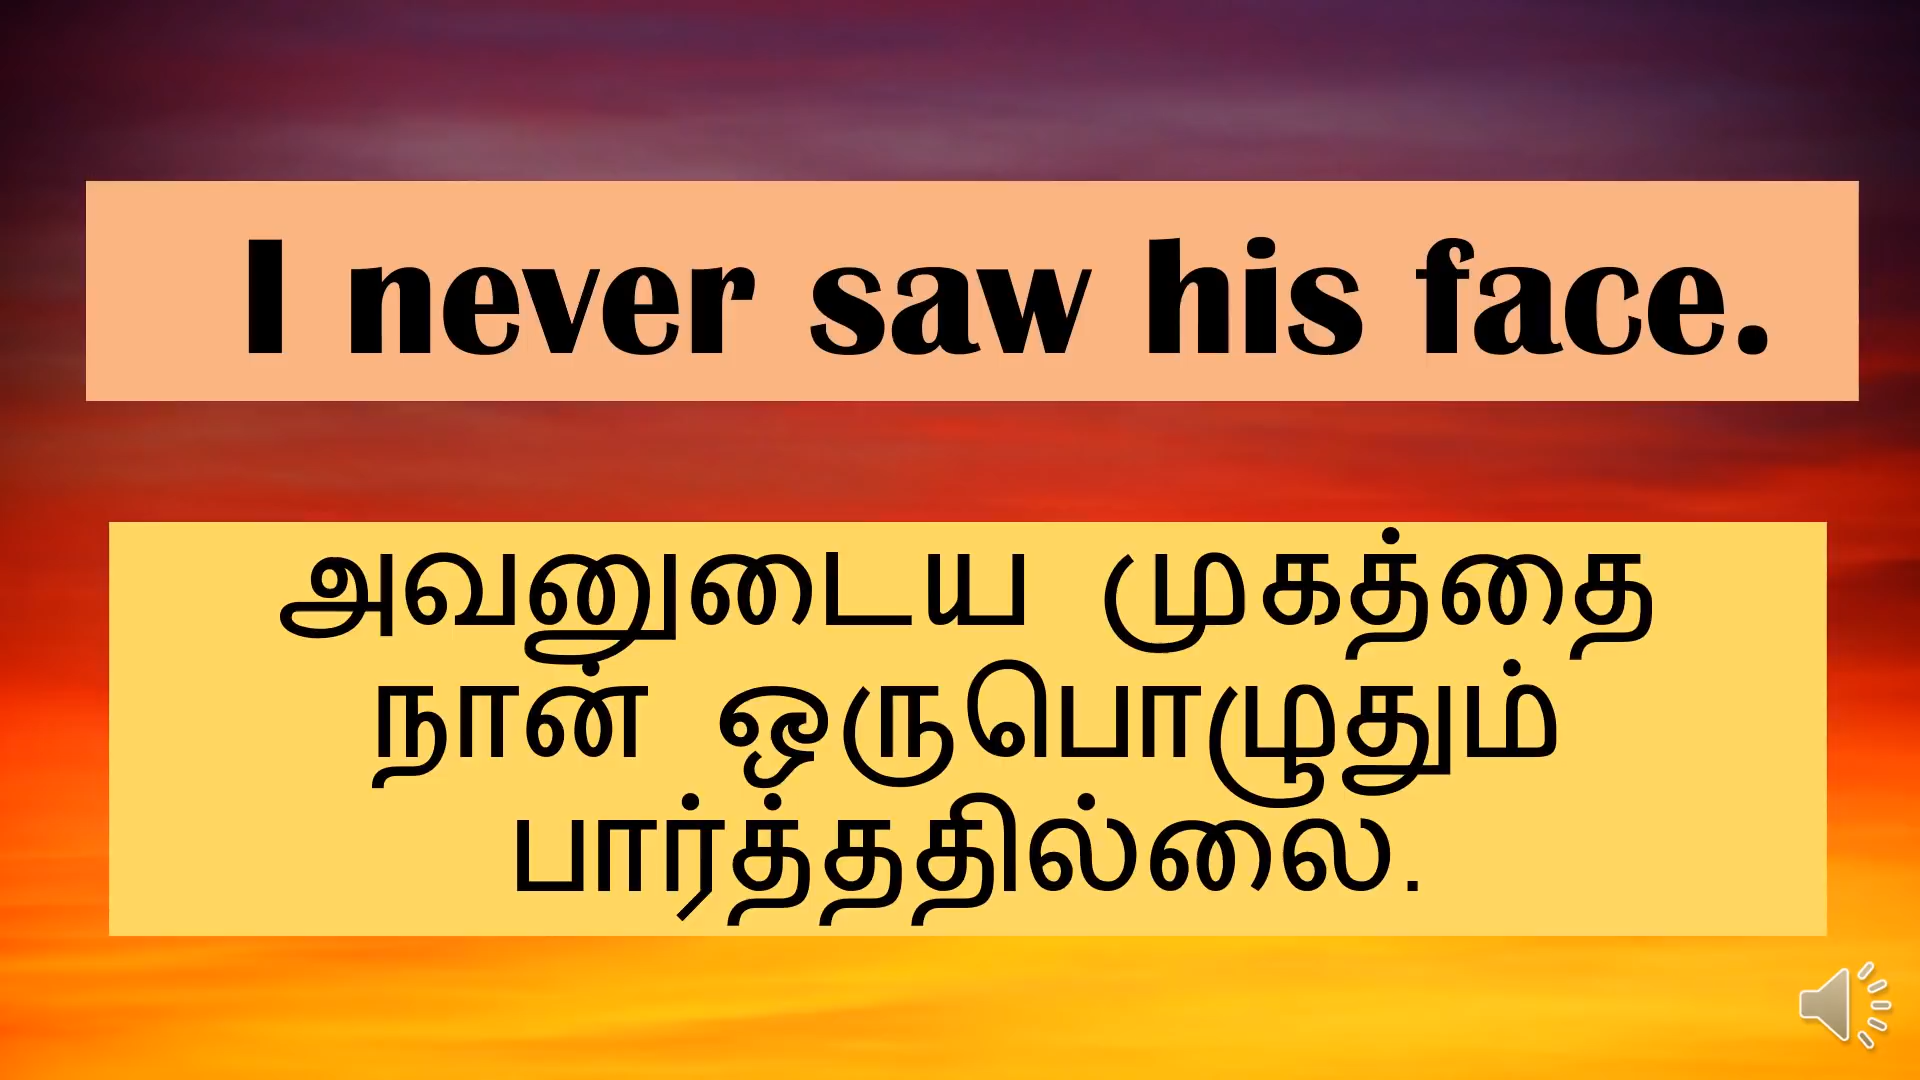 I never saw his face.
அவனுடைய முகத்தை
நான் ஒருபொழுதும்
பார்த்ததில்லை.